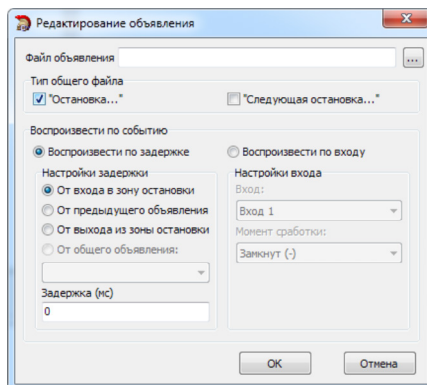 Редактирование объявления
Файл объявления ...
Тип общего файла
"Остановка..." "Следующая остановка..."
Воспроизвести по событию
Воспроизвести по задержке Воспроизвести по входу
Настройки задержки Настройки входа
От входа в зону остановки Вход:
От предыдущего объявления Вход 1
От выхода из зоны остановки Момент сработки:
От общего объявления: Замкнут (-)
Задержка (мс)
0
OK Отмена